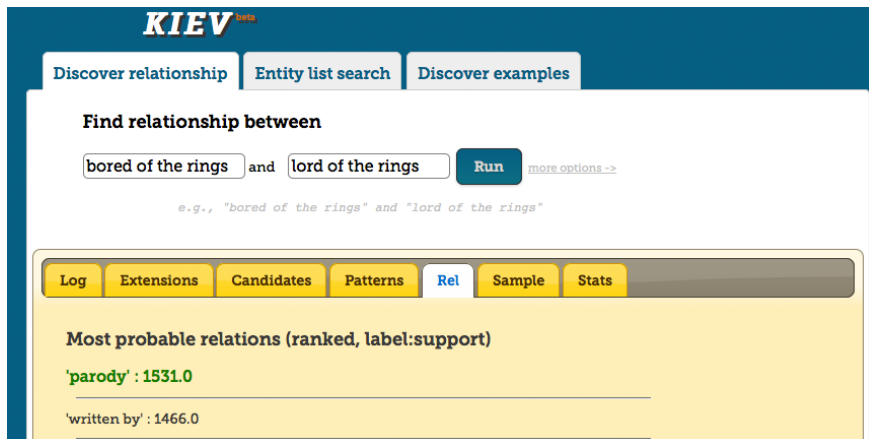 KIEV beta
Discover relationship Entity list search Discover examples
Find relationship between
bored of the rings and lord of the rings Run more options ->
e.g., "bored of the rings" and "lord of the rings"
Log Extensions Candidates Patterns Rel Sample Stats
Most probable relations (ranked, label:support)
'parody' : 1531.0
'written by' : 1466.0